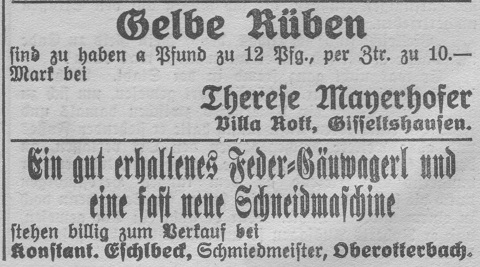 Gelbe Rüben
sind zu haben a Pfund zu 12 Pfg., per Ztr. zu 10.—
Mark bei
Therese Mayerhofer
Villa Rott, Gisseltshausen.
Ein gut erhaltenes Feder-Gäuwagerl und
eine fast neue Schneidmaschine
stehen billig zum Verkauf bei
Konstant. Eschlbeck, Schmiedmeister, Oberotterbach.